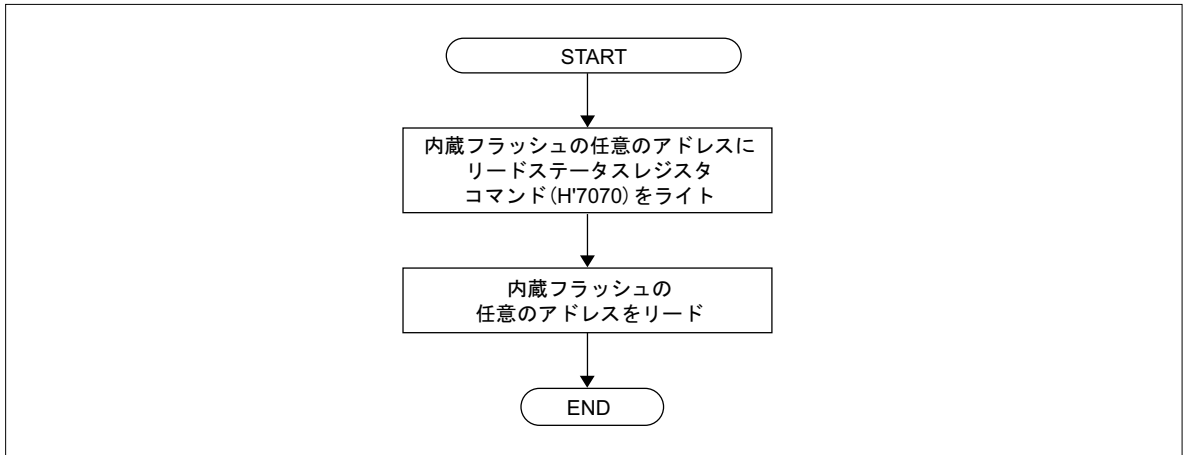 START
内蔵フラッシュの任意のアドレスに
リードステータスレジスタ
コマンド(H'7070)をライト
内蔵フラッシュの
任意のアドレスをリード
END